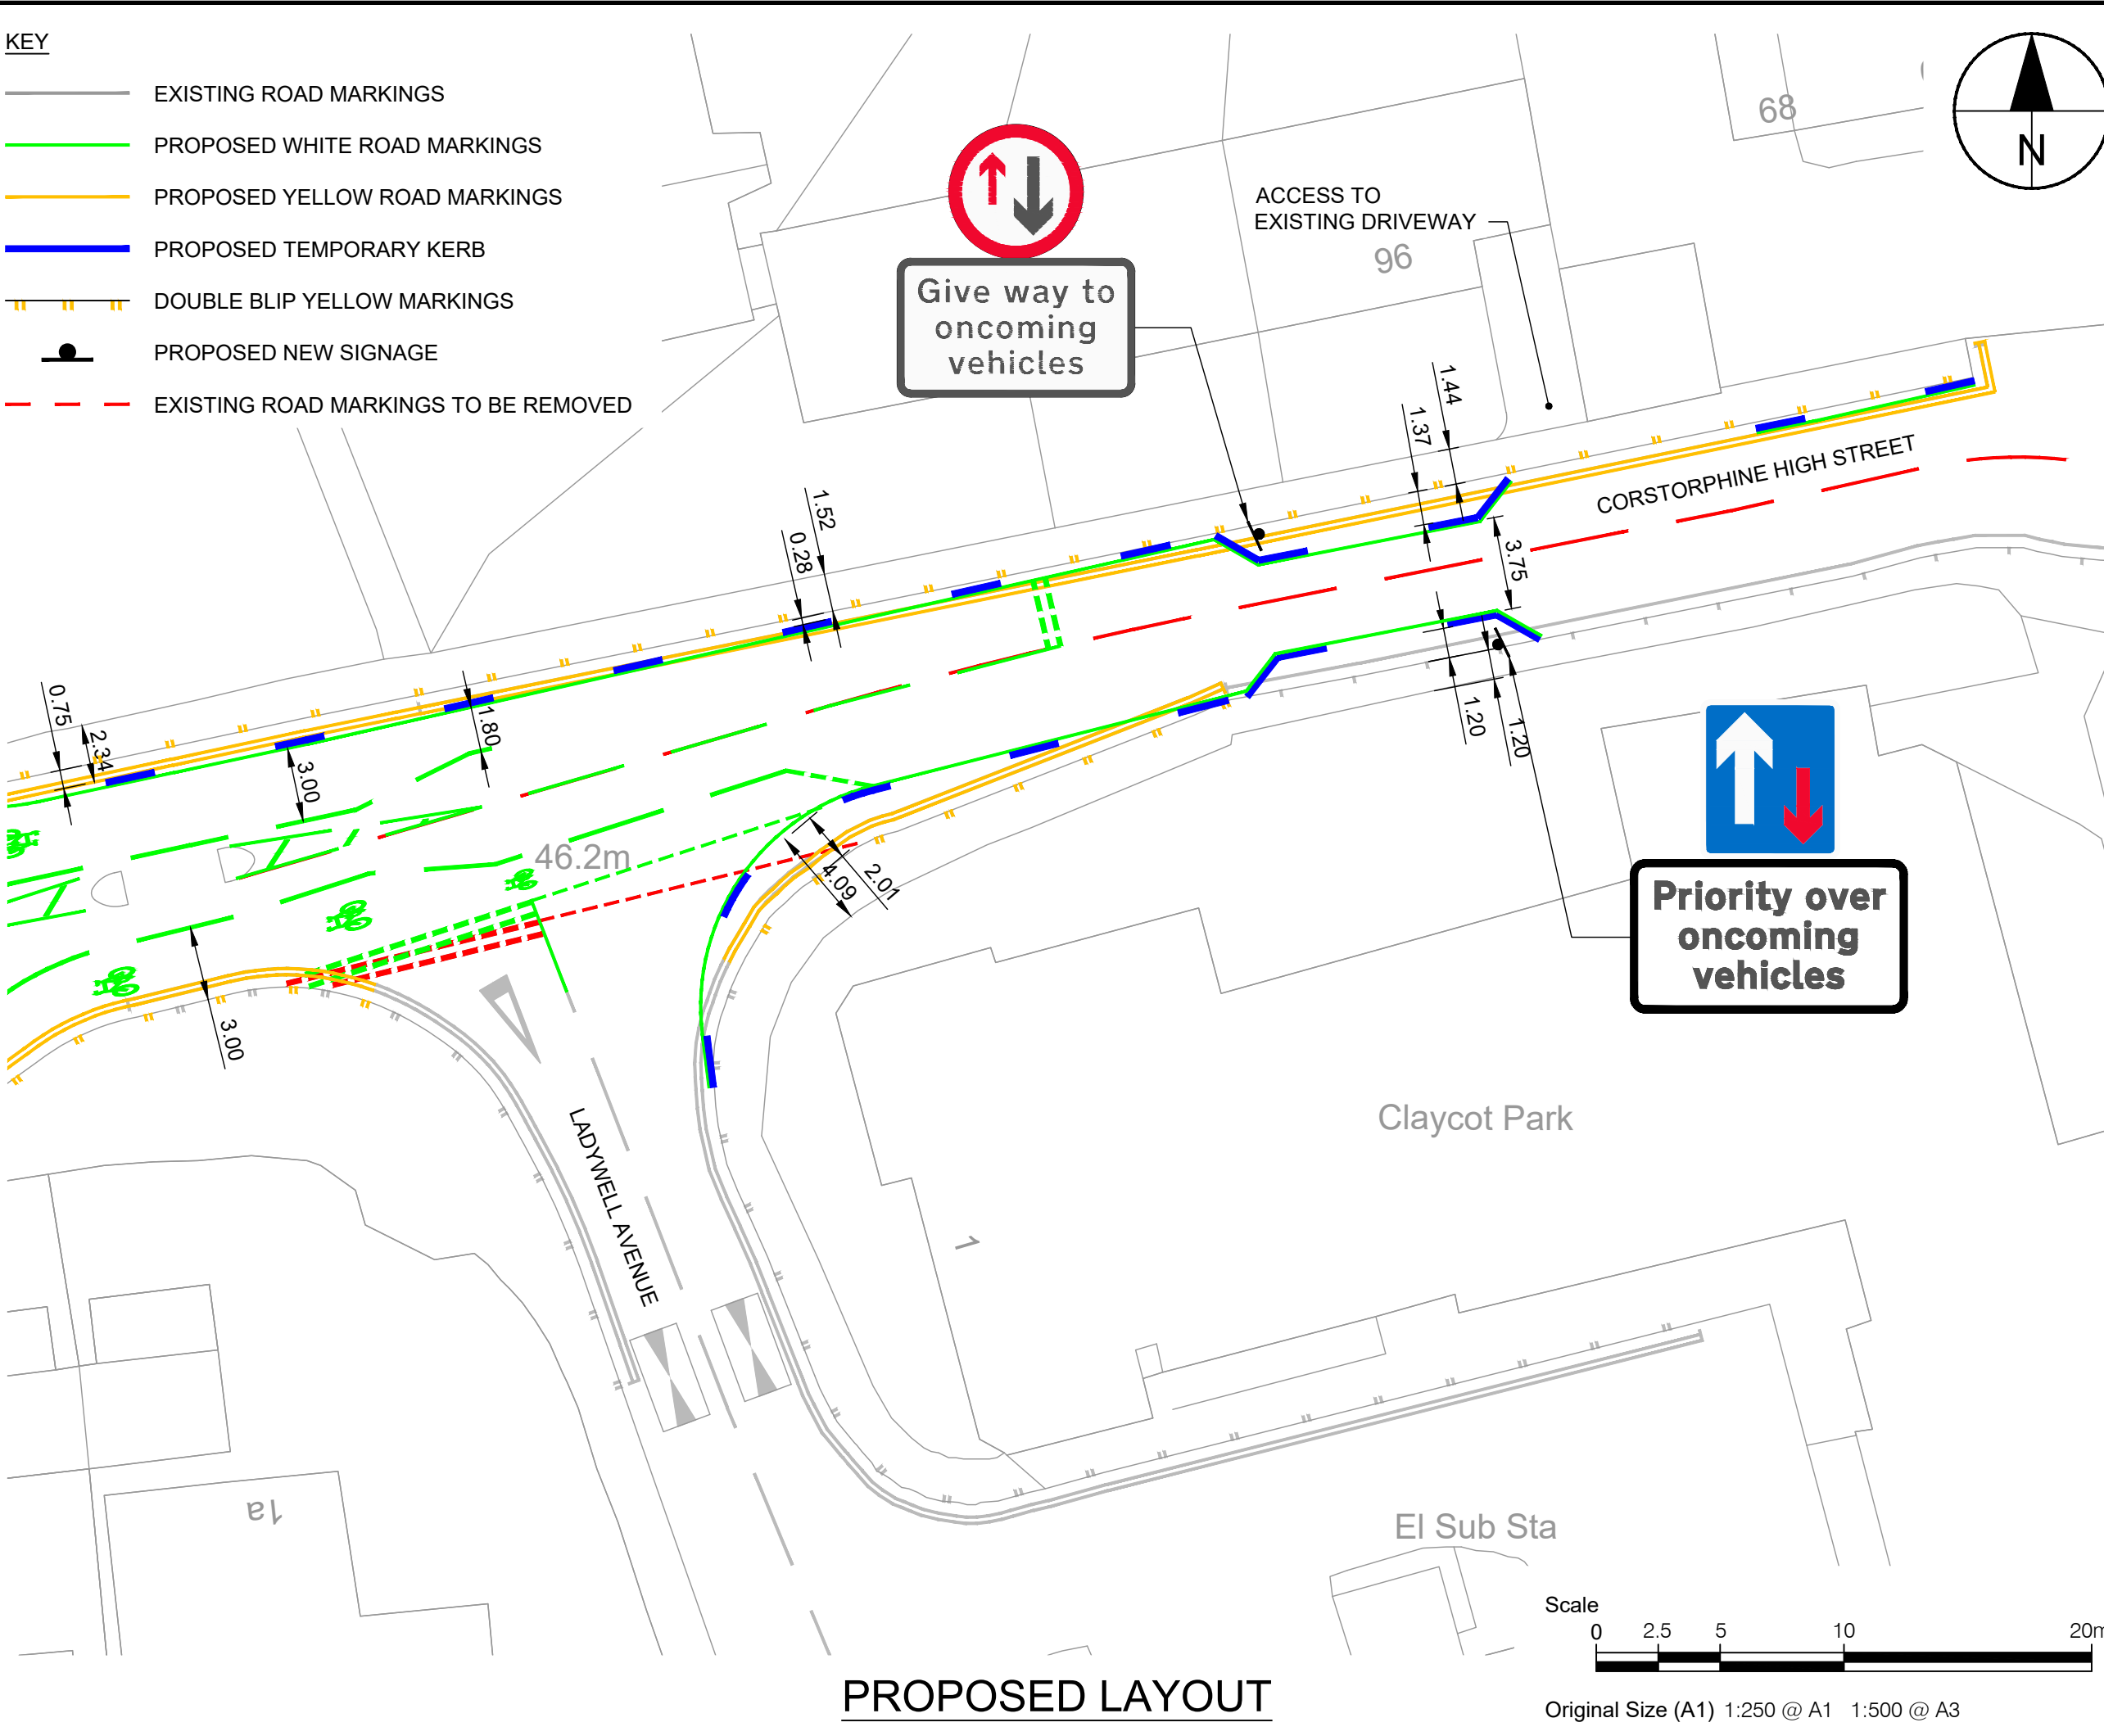 KEY
EXISTING ROAD MARKINGS
PROPOSED WHITE ROAD MARKINGS
PROPOSED YELLOW ROAD MARKINGS
PROPOSED TEMPORARY KERB
DOUBLE BLIP YELLOW MARKINGS
PROPOSED NEW SIGNAGE
EXISTING ROAD MARKINGS TO BE REMOVED
N
68
ACCESS TO
EXISTING DRIVEWAY
96
Give way to
oncoming
vehicles
1.44
1.37
CORSTORPHINE HIGH STREET
1.52
0.28
3.75
0.75
2.34
1.80
3.00
1.20
1.20
46.2m
4.09
2.01
3.00
Priority over
oncoming
vehicles
LADYWELL AVENUE
Claycot Park
1
1a
El Sub Sta
Scale
0 2.5 5 10 20m
PROPOSED LAYOUT
Original Size (A1) 1:250 @ A1 1:500 @ A3